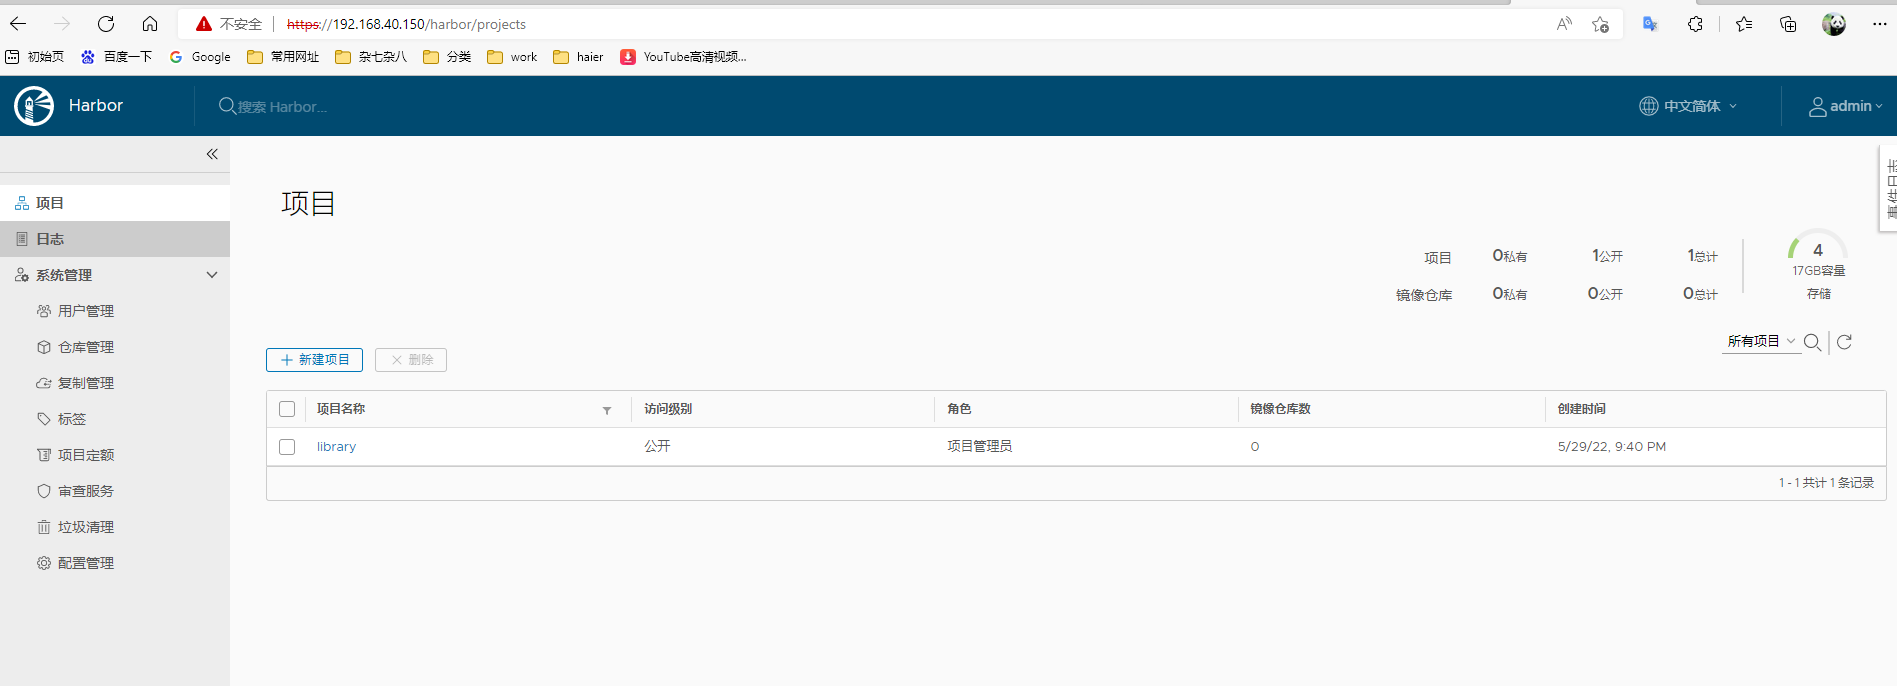 不安全 https://192.168.40.150/harbor/projects
初始页 百度一下 Google 常用网址 杂七杂八 分类 work haier YouTube高清视频...
Harbor 搜索 Harbor... 中文简体 admin
事件日志
项目
日志
系统管理
用户管理
仓库管理
复制管理
标签
项目定额
审查服务
垃圾清理
配置管理
项目
项目 0私有 1公开 1总计
镜像仓库 0私有 0公开 0总计
4
17GB容量
存储
所有项目
新建项目 删除
项目名称 访问级别 角色 镜像仓库数 创建时间
library 公开 项目管理员 0 5/29/22, 9:40 PM
1 - 1 共计 1 条记录